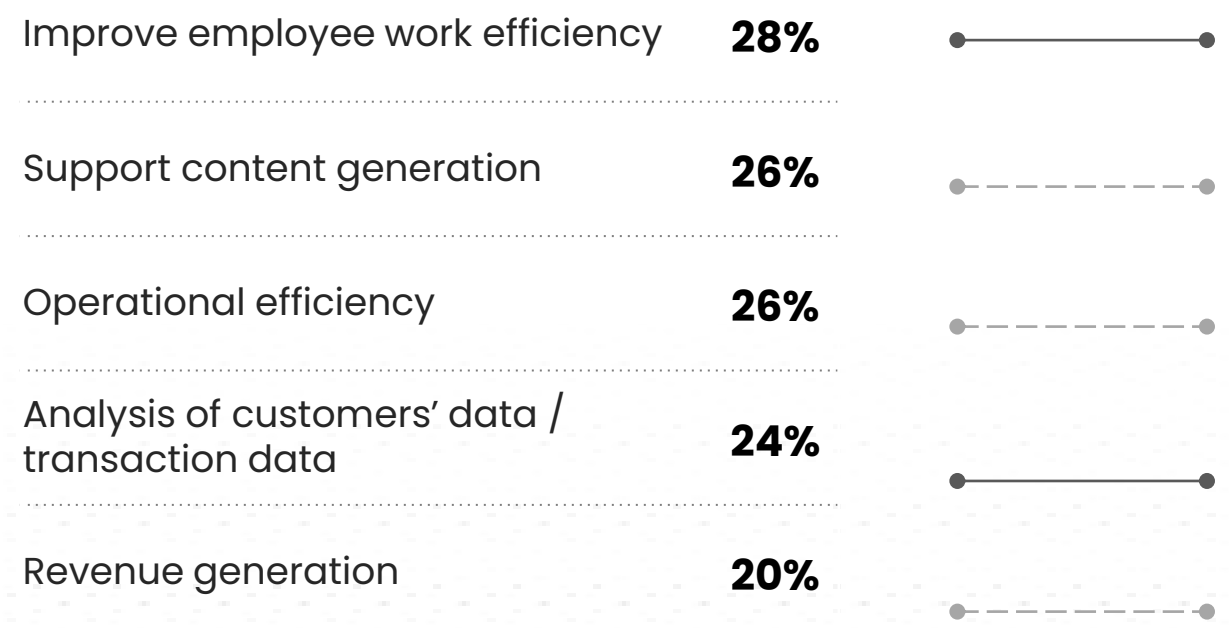 Improve employee work efficiency 28%
Support content generation 26%
Operational efficiency 26%
Analysis of customers’ data /
transaction data 24%
Revenue generation 20%